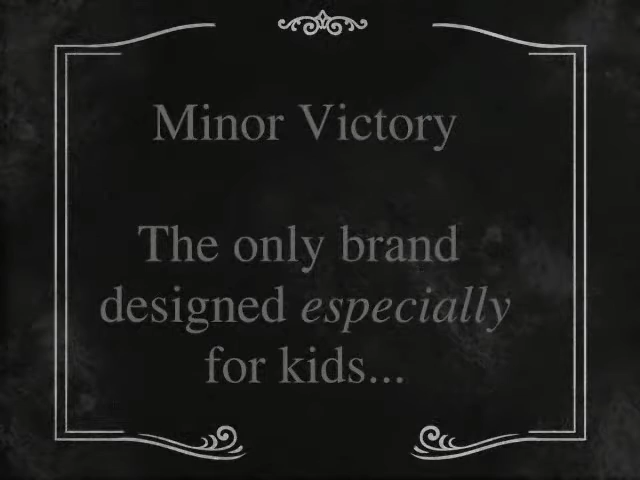 Minor Victory
The only brand
designed especially
for kids...